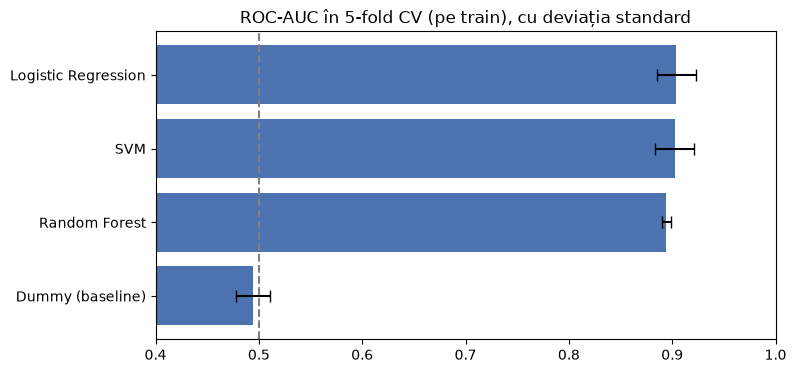 ROC-AUC în 5-fold CV (pe train), cu deviația standard
Logistic Regression
SVM
Random Forest
Dummy (baseline)
0.4 0.5 0.6 0.7 0.8 0.9 1.0